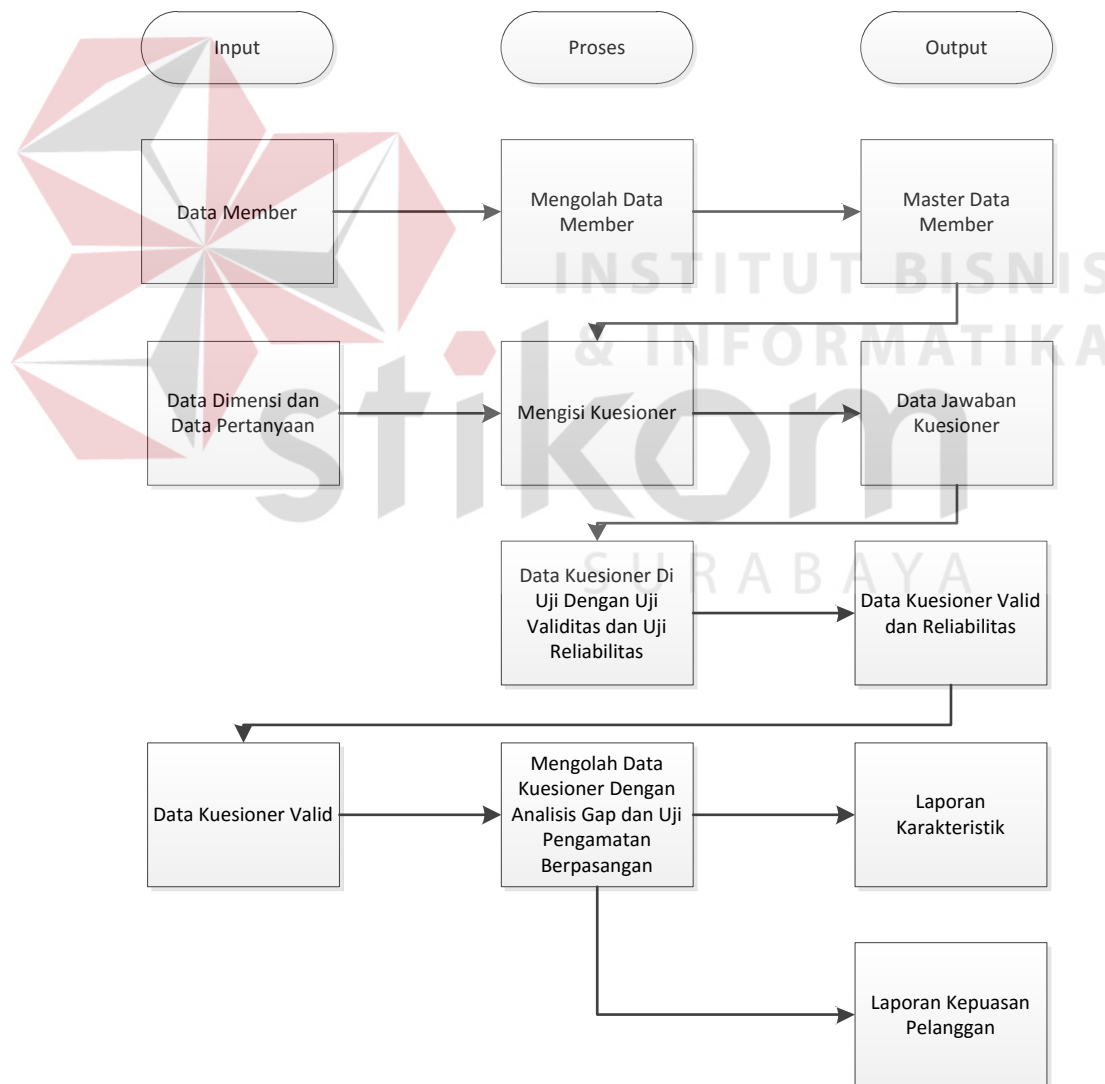 Input
Proses
Output
Data Member
Mengolah Data
Member
Master Data
Member
INSTITUT BISNIS
& INFORMATIKA
stikom
SURABAYA
Data Dimensi dan
Data Pertanyaan
Mengisi Kuesioner
Data Jawaban
Kuesioner
Data Kuesioner Di
Uji Dengan Uji
Validitas dan Uji
Reliabilitas
Data Kuesioner Valid
dan Reliabilitas
Data Kuesioner Valid
Mengolah Data
Kuesioner Dengan
Analisis Gap dan Uji
Pengamatan
Berpasangan
Laporan
Karakteristik
Laporan Kepuasan
Pelanggan